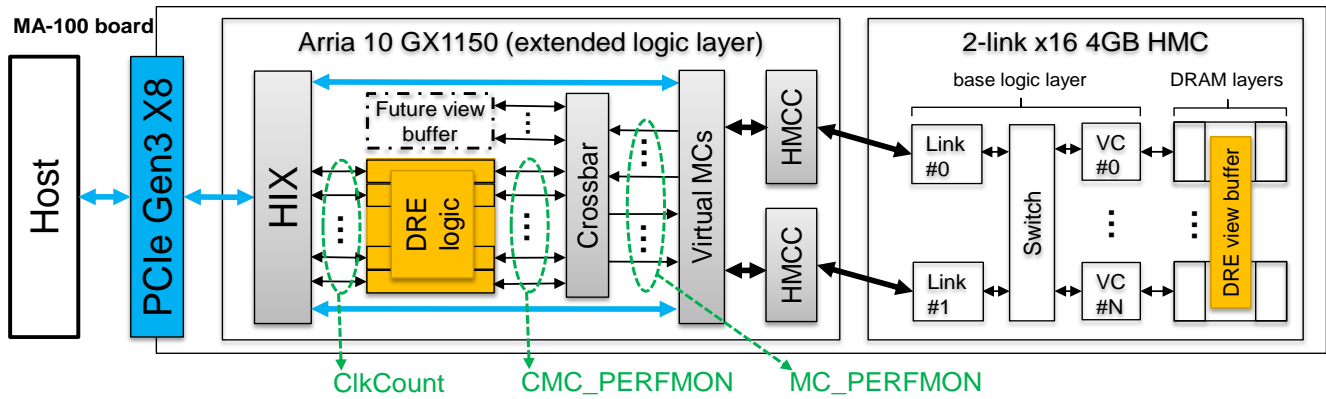 MA-100 board
Host
PCIe Gen3 X8
Arria 10 GX1150 (extended logic layer)
HIX
Future view
buffer
DRE
logic
Crossbar
Virtual MCs
HMCC
HMCC
2-link x16 4GB HMC
base logic layer
DRAM layers
Link
#0
Switch
VC
#0
Link
#1
VC
#N
DRE view buffer
ClkCount
CMC_PERFMON
MC_PERFMON